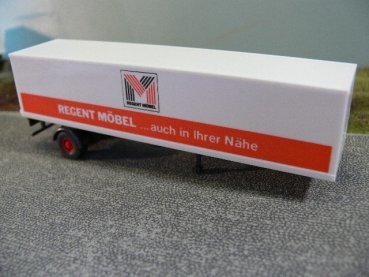 M
REGENT MÖBEL
REGENT MÖBEL ...auch in Ihrer Nähe